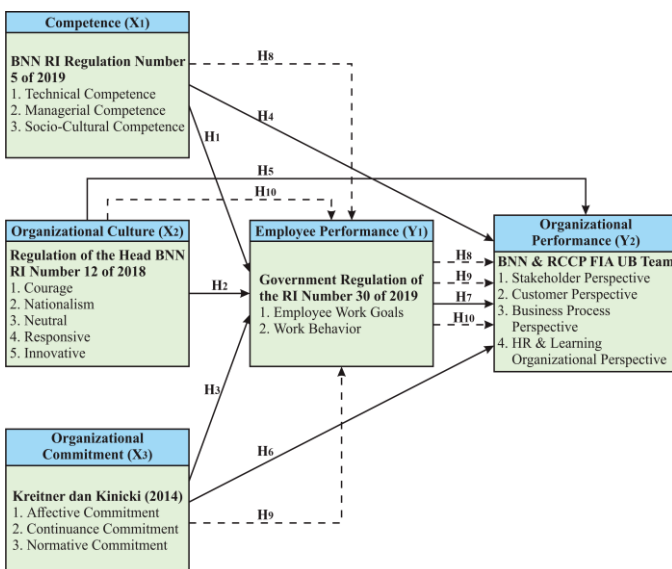 Competence (X1)
BNN RI Regulation Number
5 of 2019
1. Technical Competence
2. Managerial Competence
3. Socio-Cultural Competence
H8
H4
H1
H5
H10
Organizational Culture (X2)
Regulation of the Head BNN
RI Number 12 of 2018
1. Courage
2. Nationalism
3. Neutral
4. Responsive
5. Innovative
H2
Employee Performance (Y1)
Government Regulation of
the RI Number 30 of 2019
1. Employee Work Goals
2. Work Behavior
H8
H9
H7
H10
Organizational
Performance (Y2)
BNN & RCCP FIA UB Team
1. Stakeholder Perspective
2. Customer Perspective
3. Business Process
Perspective
4. HR & Learning
Organizational Perspective
H3
H6
H9
Organizational
Commitment (X3)
Kreitner dan Kinicki (2014)
1. Affective Commitment
2. Continuance Commitment
3. Normative Commitment